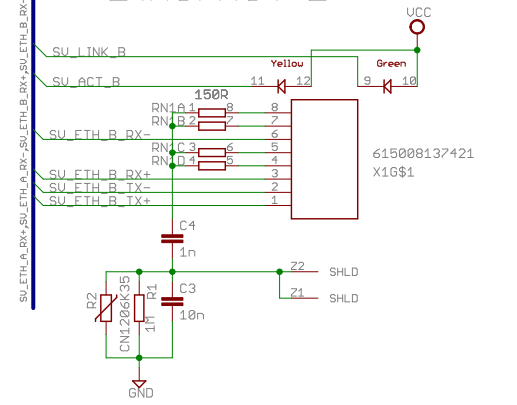 VCC
SV_LINK_B
Yellow
Green
SV_ACT_B
11
12
9
10
150R
RN1A 1 8 8
RN1B 2 7 7
SV_ETH_B_RX- 6
RN1C 3 6 5
RN1D 4 5 4
615008137421
X1G$1
SV_ETH_B_RX+ 3
SV_ETH_B_TX- 2
SV_ETH_B_TX+ 1
C4
1n
Z2 SHLD
Z1 SHLD
R2
CN1206K35
R1
1M
C3
10n
GND
SV_ETH_A_RX+,SV_ETH_A_RX-,SV_ETH_B_RX+,SV_ETH_B_RX-